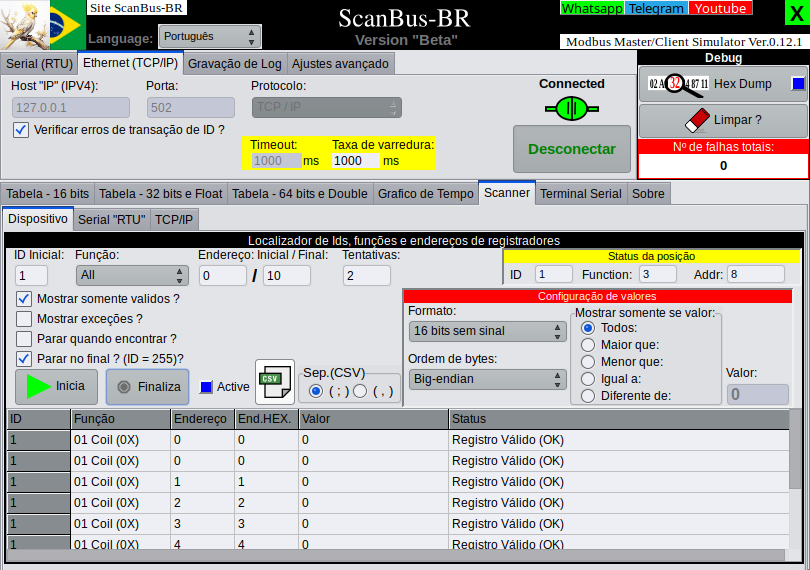 Site ScanBus-BR
Language:
Português
ScanBus-BR
Version "Beta"
Whatsapp
Telegram
Youtube
X
Modbus Master/Client Simulator Ver.0.12.1
Serial (RTU)
Ethernet (TCP/IP)
Gravação de Log
Ajustes avançado
Host "IP" (IPV4):
Porta:
Protocolo:
127.0.0.1
502
TCP / IP
Verificar erros de transação de ID ?
Timeout:
Taxa de varredura:
1000 ms
1000 ms
Connected
Desconectar
Debug
Hex Dump
Limpar ?
Nº de falhas totais:
0
Tabela - 16 bits
Tabela - 32 bits e Float
Tabela - 64 bits e Double
Grafico de Tempo
Scanner
Terminal Serial
Sobre
Dispositivo
Serial "RTU"
TCP/IP
Localizador de Ids, funções e endereços de registradores
ID Inicial:
Função:
Endereço: Inicial / Final:
Tentativas:
1
All
0 / 10
2
Status da posição
ID 1 Function: 3 Addr: 8
Mostrar somente validos ?
Mostrar exceções ?
Parar quando encontrar ?
Parar no final ? (ID = 255)?
Configuração de valores
Formato:
16 bits sem sinal
Ordem de bytes:
Big-endian
Mostrar somente se valor:
Todos:
Maior que:
Menor que:
Igual a:
Diferente de:
Valor:
0
Inicia
Finaliza
Active
CSV
Sep.(CSV)
( ; ) ( , )
ID Função Endereço End.HEX. Valor Status
1 01 Coil (0X) 0 0 0 Registro Válido (OK)
1 01 Coil (0X) 0 0 0 Registro Válido (OK)
1 01 Coil (0X) 1 1 0 Registro Válido (OK)
1 01 Coil (0X) 2 2 0 Registro Válido (OK)
1 01 Coil (0X) 3 3 0 Registro Válido (OK)
1 01 Coil (0X) 4 4 0 Registro Válido (OK)